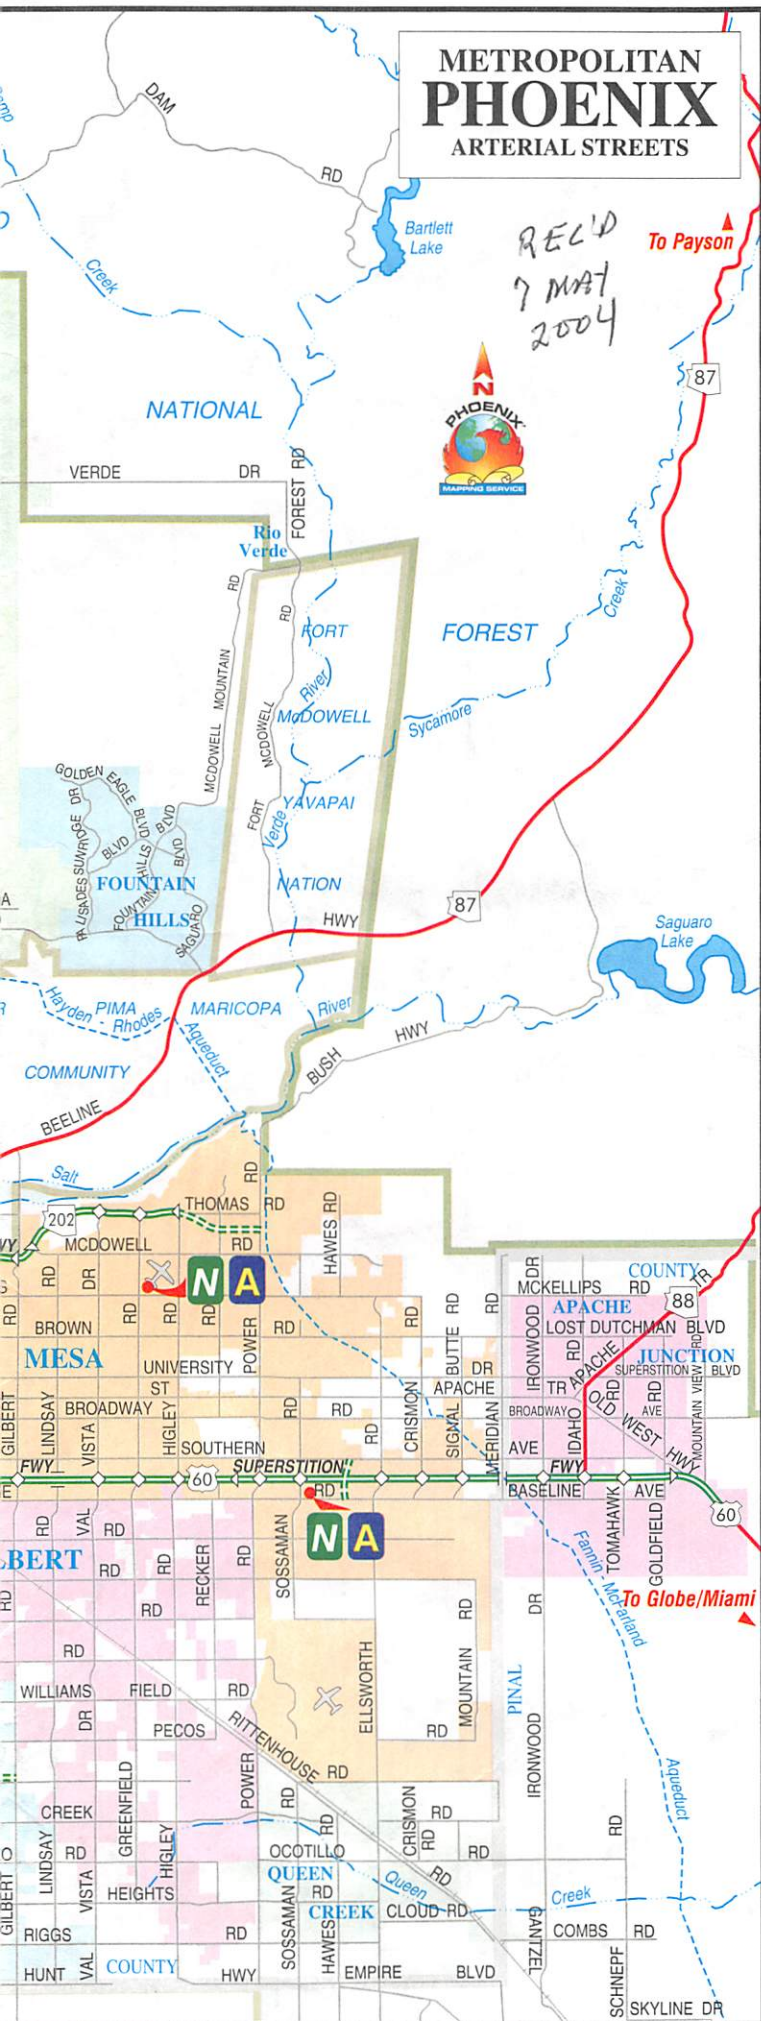 METROPOLITAN
PHOENIX
ARTERIAL STREETS
DAM
RD
Bartlett
Lake
REC'D
7 MAY
2004
To Payson
Creek
87
NATIONAL
N
PHOENIX
MAPPING SERVICE
VERDE DR
FOREST RD
Rio
Verde
RD
RD
FORT
FOREST
Creek
River
McDOWELL
Sycamore
MCDOWELL MOUNTAIN
MCDOWELL
FORT
YAVAPAI
Verde
GOLDEN EAGLE BLVD
PALISADES SUNRIDGE DR
BLVD
BLVD
BLVD
FOUNTAIN
HILLS
FOUNTAIN HILLS
SAGUARO
NATION
87
HWY
A
Saguaro
Lake
Hayden - Rhodes
Aqueduct
PIMA MARICOPA
River
HWY
BUSH
COMMUNITY
BEELINE
Salt
RD
THOMAS RD
202
MCDOWELL RD
HAWES RD
WY
RD
DR
RD
RD
RD
RD
N A
COUNTY
MCKELLIPS RD
TR
88
APACHE
DR
LOST DUTCHMAN BLVD
BROWN RD
MESA
UNIVERSITY DR
POWER
BUTTE RD
RD
IRONWOOD
RD
JUNCTION
SUPERSTITION BLVD
ST
APACHE TR
APACHE
BROADWAY RD
BROADWAY AVE
RD
RD
OLD WEST HWY
MOUNTAIN VIEW RD
GILBERT
LINDSAY
VISTA
HIGLEY
RD
RD
CRISMON
SIGNAL
MERIDIAN
IDAHO
SOUTHERN AVE
FWY SUPERSTITION FWY
60
RD
BASELINE AVE
60
N A
RD
VAL
RD
RECKER
RD
SOSSAMAN
TOMAHAWK
GOLDFIELD
LBERT
RD
RD
RD
RD
Fannin - McFarland
To Globe/Miami
RD
DR
RD
WILLIAMS FIELD RD
DR
PECOS RD
ELLSWORTH
MOUNTAIN
PINAL
RITTENHOUSE RD
IRONWOOD
Aqueduct
GREENFIELD
POWER
RD
CREEK RD
CRISMON
RD
RD
RD
LINDSAY
RD
HIGLEY
OCOTILLO RD
QUEEN
Queen
RD
Creek
GILBERT
VISTA
HEIGHTS RD
CREEK
CLOUD RD
SOSSAMAN
HAWES
GANTZEL
COMBS RD
RIGGS RD
HUNT HWY
VAL
COUNTY
EMPIRE BLVD
SCHNEPF
SKYLINE DR